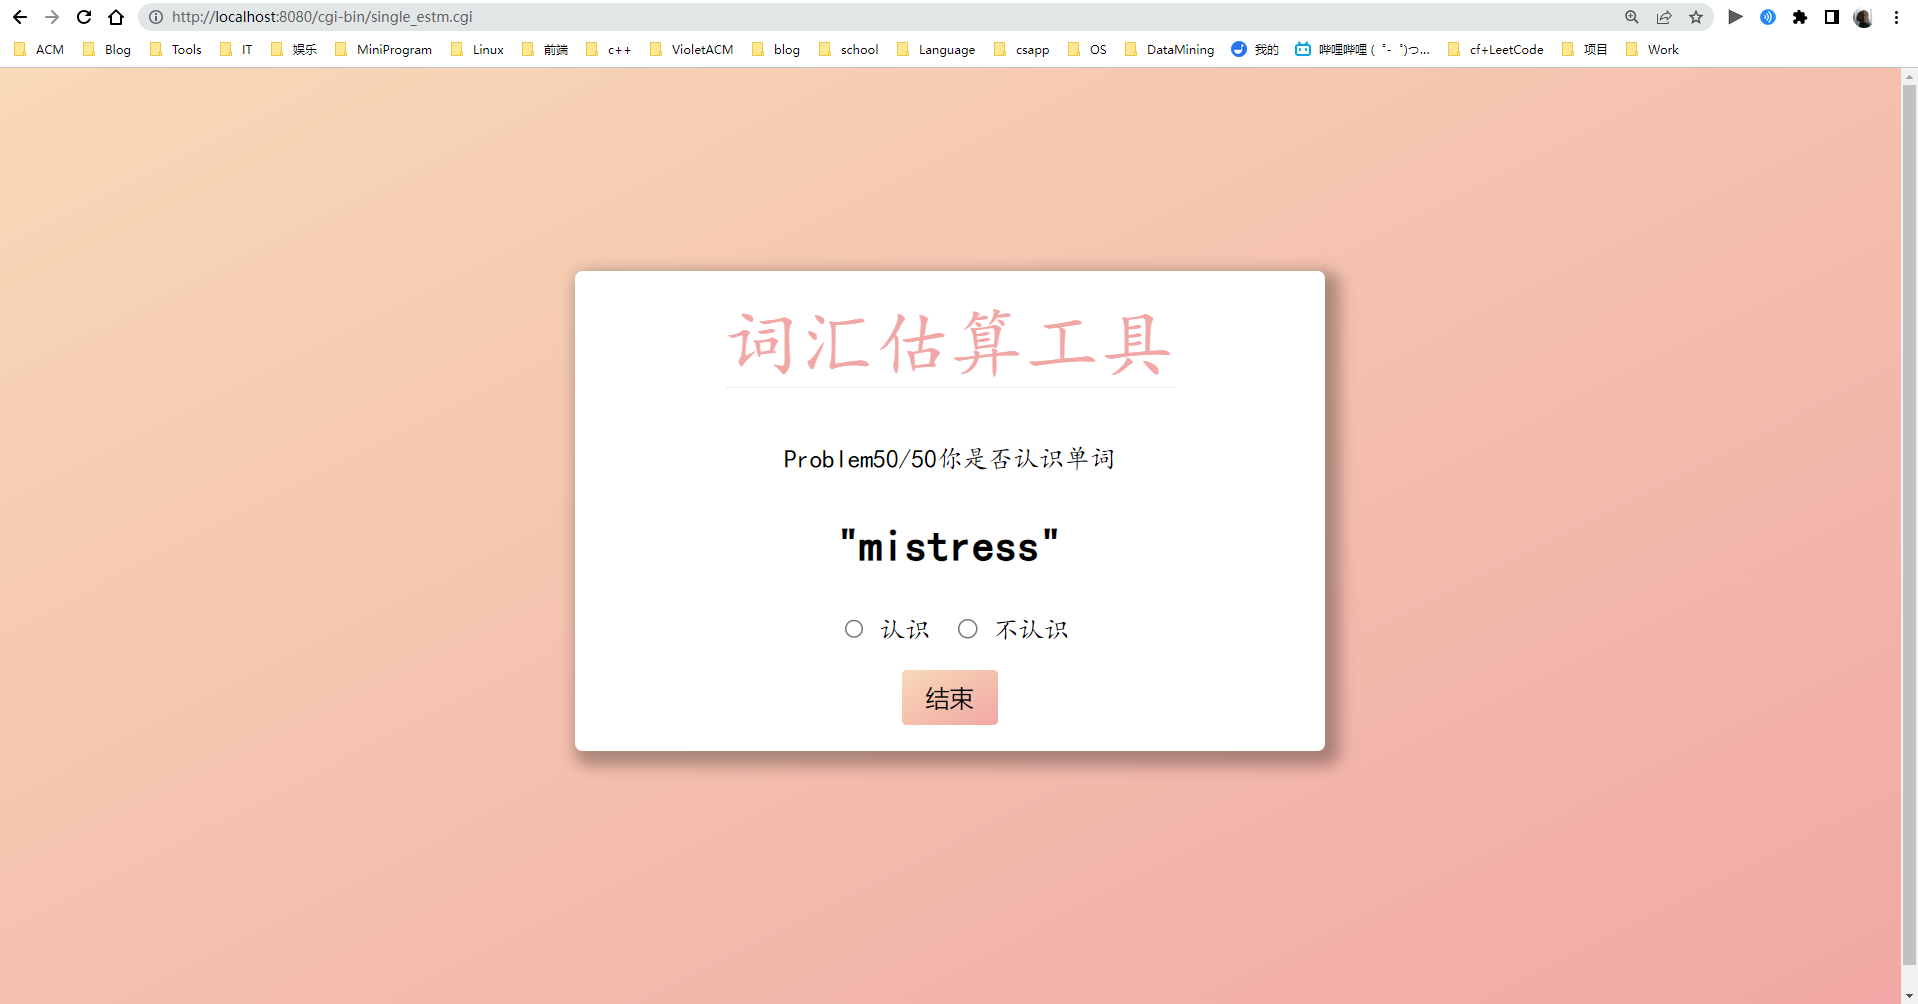 http://localhost:8080/cgi-bin/single_estm.cgi
ACM Blog Tools IT 娱乐 MiniProgram Linux 前端 c++ VioletACM blog school Language csapp OS DataMining 我的 哔哩哔哩 ( ゜- ゜)つ... cf+LeetCode 项目 Work
词汇估算工具
Problem50/50你是否认识单词
"mistress"
认识 不认识
结束